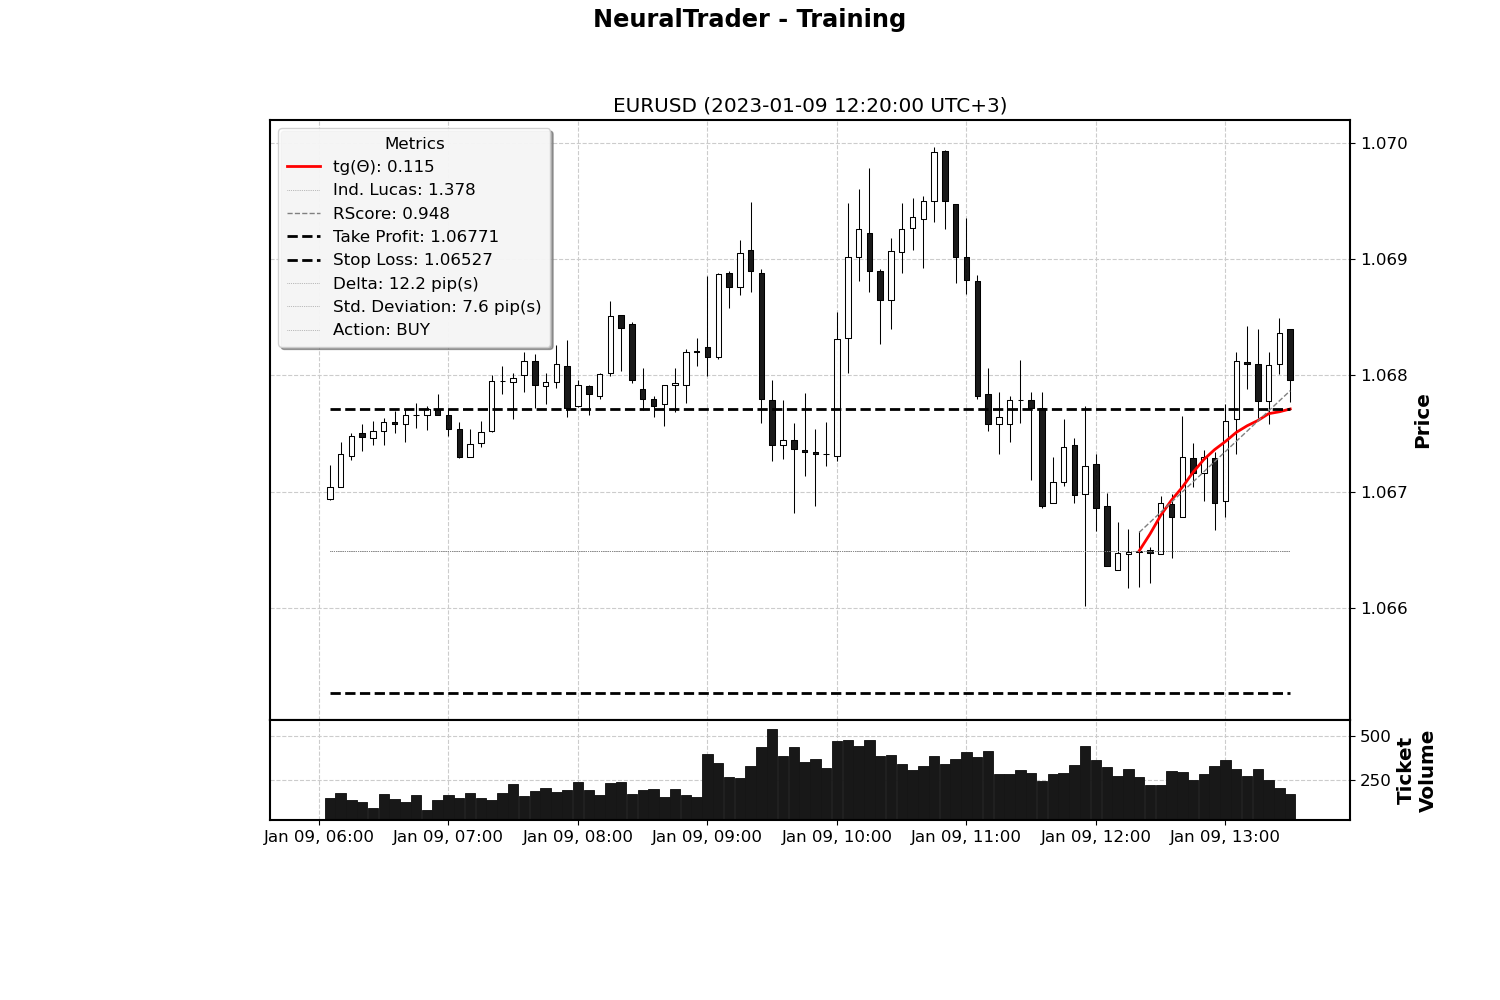 NeuralTrader - Training
EURUSD (2023-01-09 12:20:00 UTC+3)
Metrics
tg(Θ): 0.115
Ind. Lucas: 1.378
RScore: 0.948
Take Profit: 1.06771
Stop Loss: 1.06527
Delta: 12.2 pip(s)
Std. Deviation: 7.6 pip(s)
Action: BUY
1.070
1.069
1.068
1.067
1.066
Price
500
250
Ticket
Volume
Jan 09, 06:00
Jan 09, 07:00
Jan 09, 08:00
Jan 09, 09:00
Jan 09, 10:00
Jan 09, 11:00
Jan 09, 12:00
Jan 09, 13:00